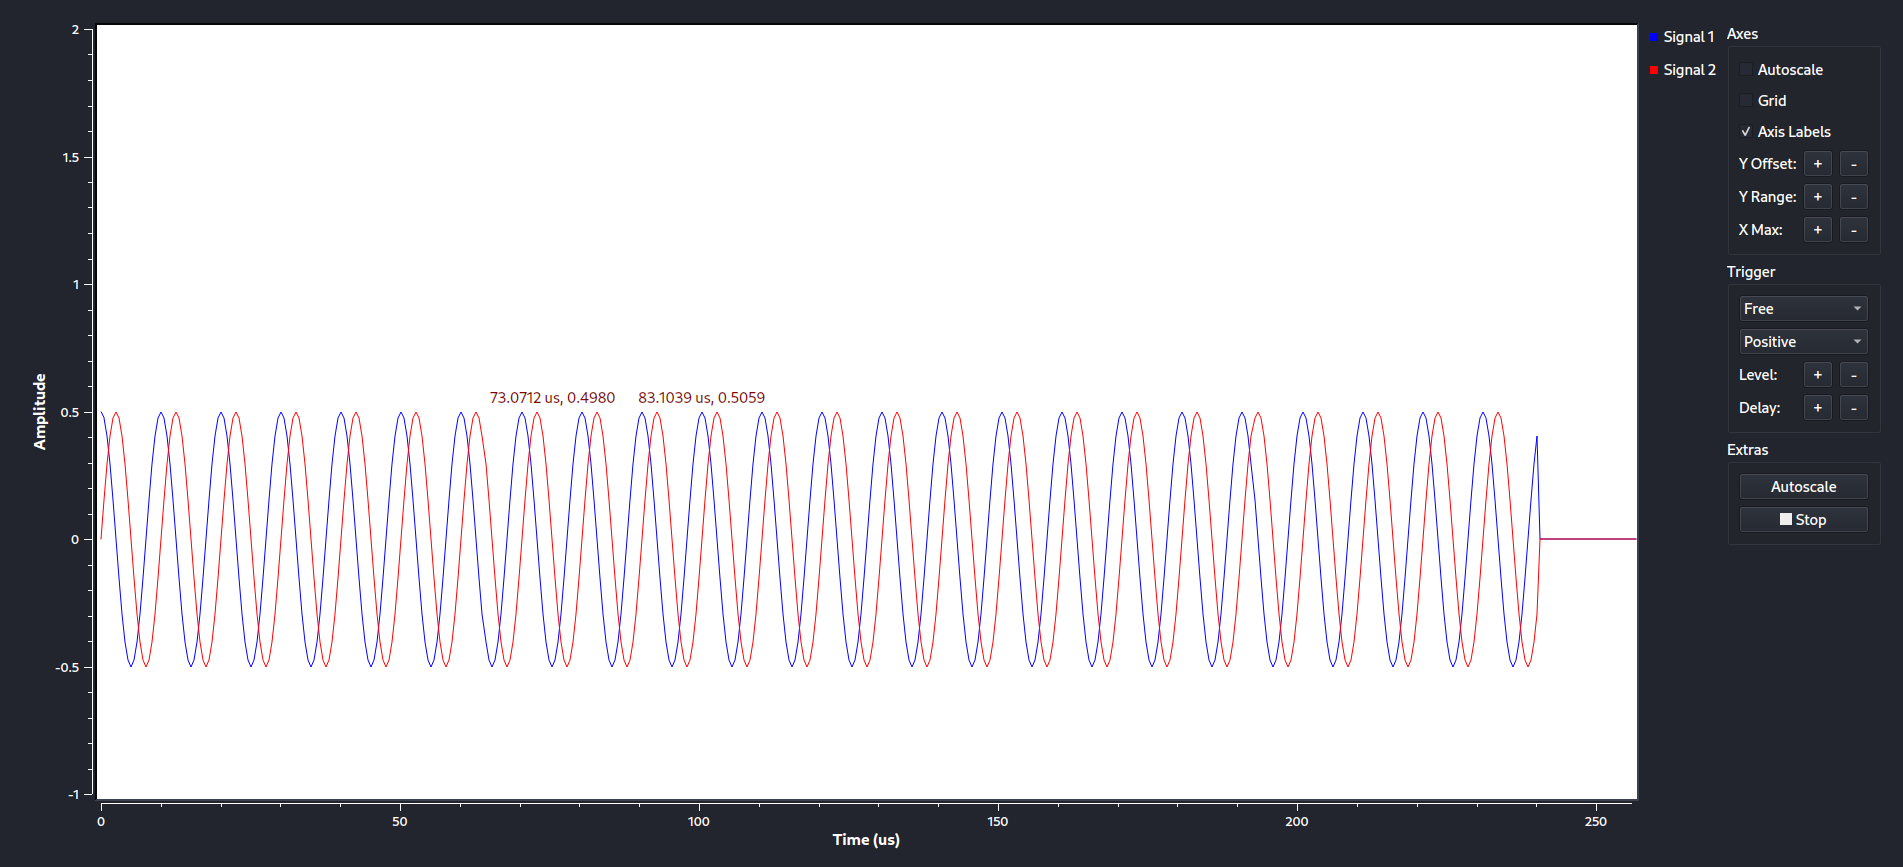 2
1.5
1
0.5
0
-0.5
-1
Amplitude
73.0712 us, 0.4980
83.1039 us, 0.5059
0
50
100
150
200
250
Time (us)
Signal 1
Signal 2
Axes
Autoscale
Grid
✓ Axis Labels
Y Offset: + -
Y Range: + -
X Max: + -
Trigger
Free
Positive
Level: + -
Delay: + -
Extras
Autoscale
Stop